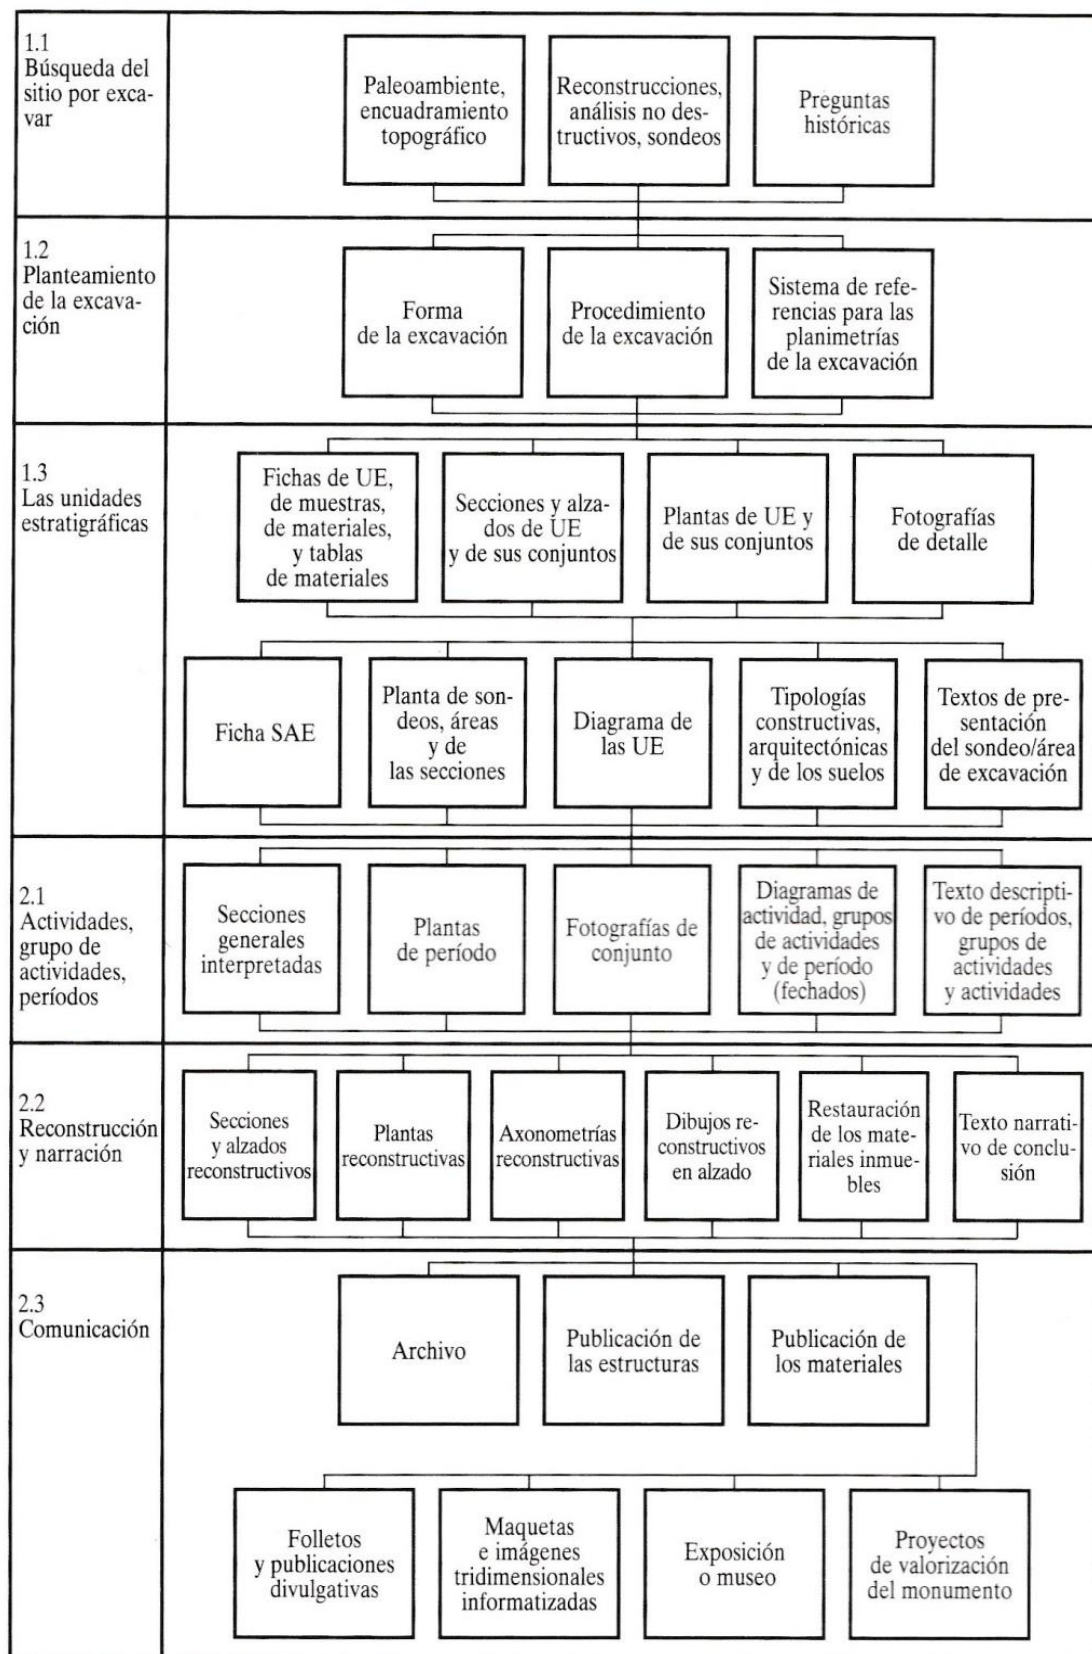 1.1
Búsqueda del
sitio por exca-
var
Paleoambiente,
encuadramiento
topográfico
Reconstrucciones,
análisis no des-
tructivos, sondeos
Preguntas
históricas
1.2
Planteamiento
de la excava-
ción
Forma
de la excavación
Procedimiento
de la excavación
Sistema de refe-
rencias para las
planimetrías
de la excavación
1.3
Las unidades
estratigráficas
Fichas de UE,
de muestras,
de materiales,
y tablas
de materiales
Secciones y alza-
dos de UE
y de sus conjuntos
Plantas de UE y
de sus conjuntos
Fotografías
de detalle
Ficha SAE
Planta de son-
deos, áreas
y de
las secciones
Diagrama de
las UE
Tipologías
constructivas,
arquitectónicas
y de los suelos
Textos de pre-
sentación
del sondeo/área
de excavación
2.1
Actividades,
grupo de
actividades,
períodos
Secciones
generales
interpretadas
Plantas
de período
Fotografías de
conjunto
Diagramas de
actividad, grupos
de actividades
y de período
(fechados)
Texto descripti-
vo de períodos,
grupos de
actividades
y actividades
2.2
Reconstrucción
y narración
Secciones
y alzados
reconstructivos
Plantas
reconstructivas
Axonometrías
reconstructivas
Dibujos re-
constructivos
en alzado
Restauración
de los mate-
riales inmue-
bles
Texto narrati-
vo de conclu-
sión
2.3
Comunicación
Archivo
Publicación de
las estructuras
Publicación de
los materiales
Folletos
y publicaciones
divulgativas
Maquetas
e imágenes
tridimensionales
informatizadas
Exposición
o museo
Proyectos
de valorización
del monumento